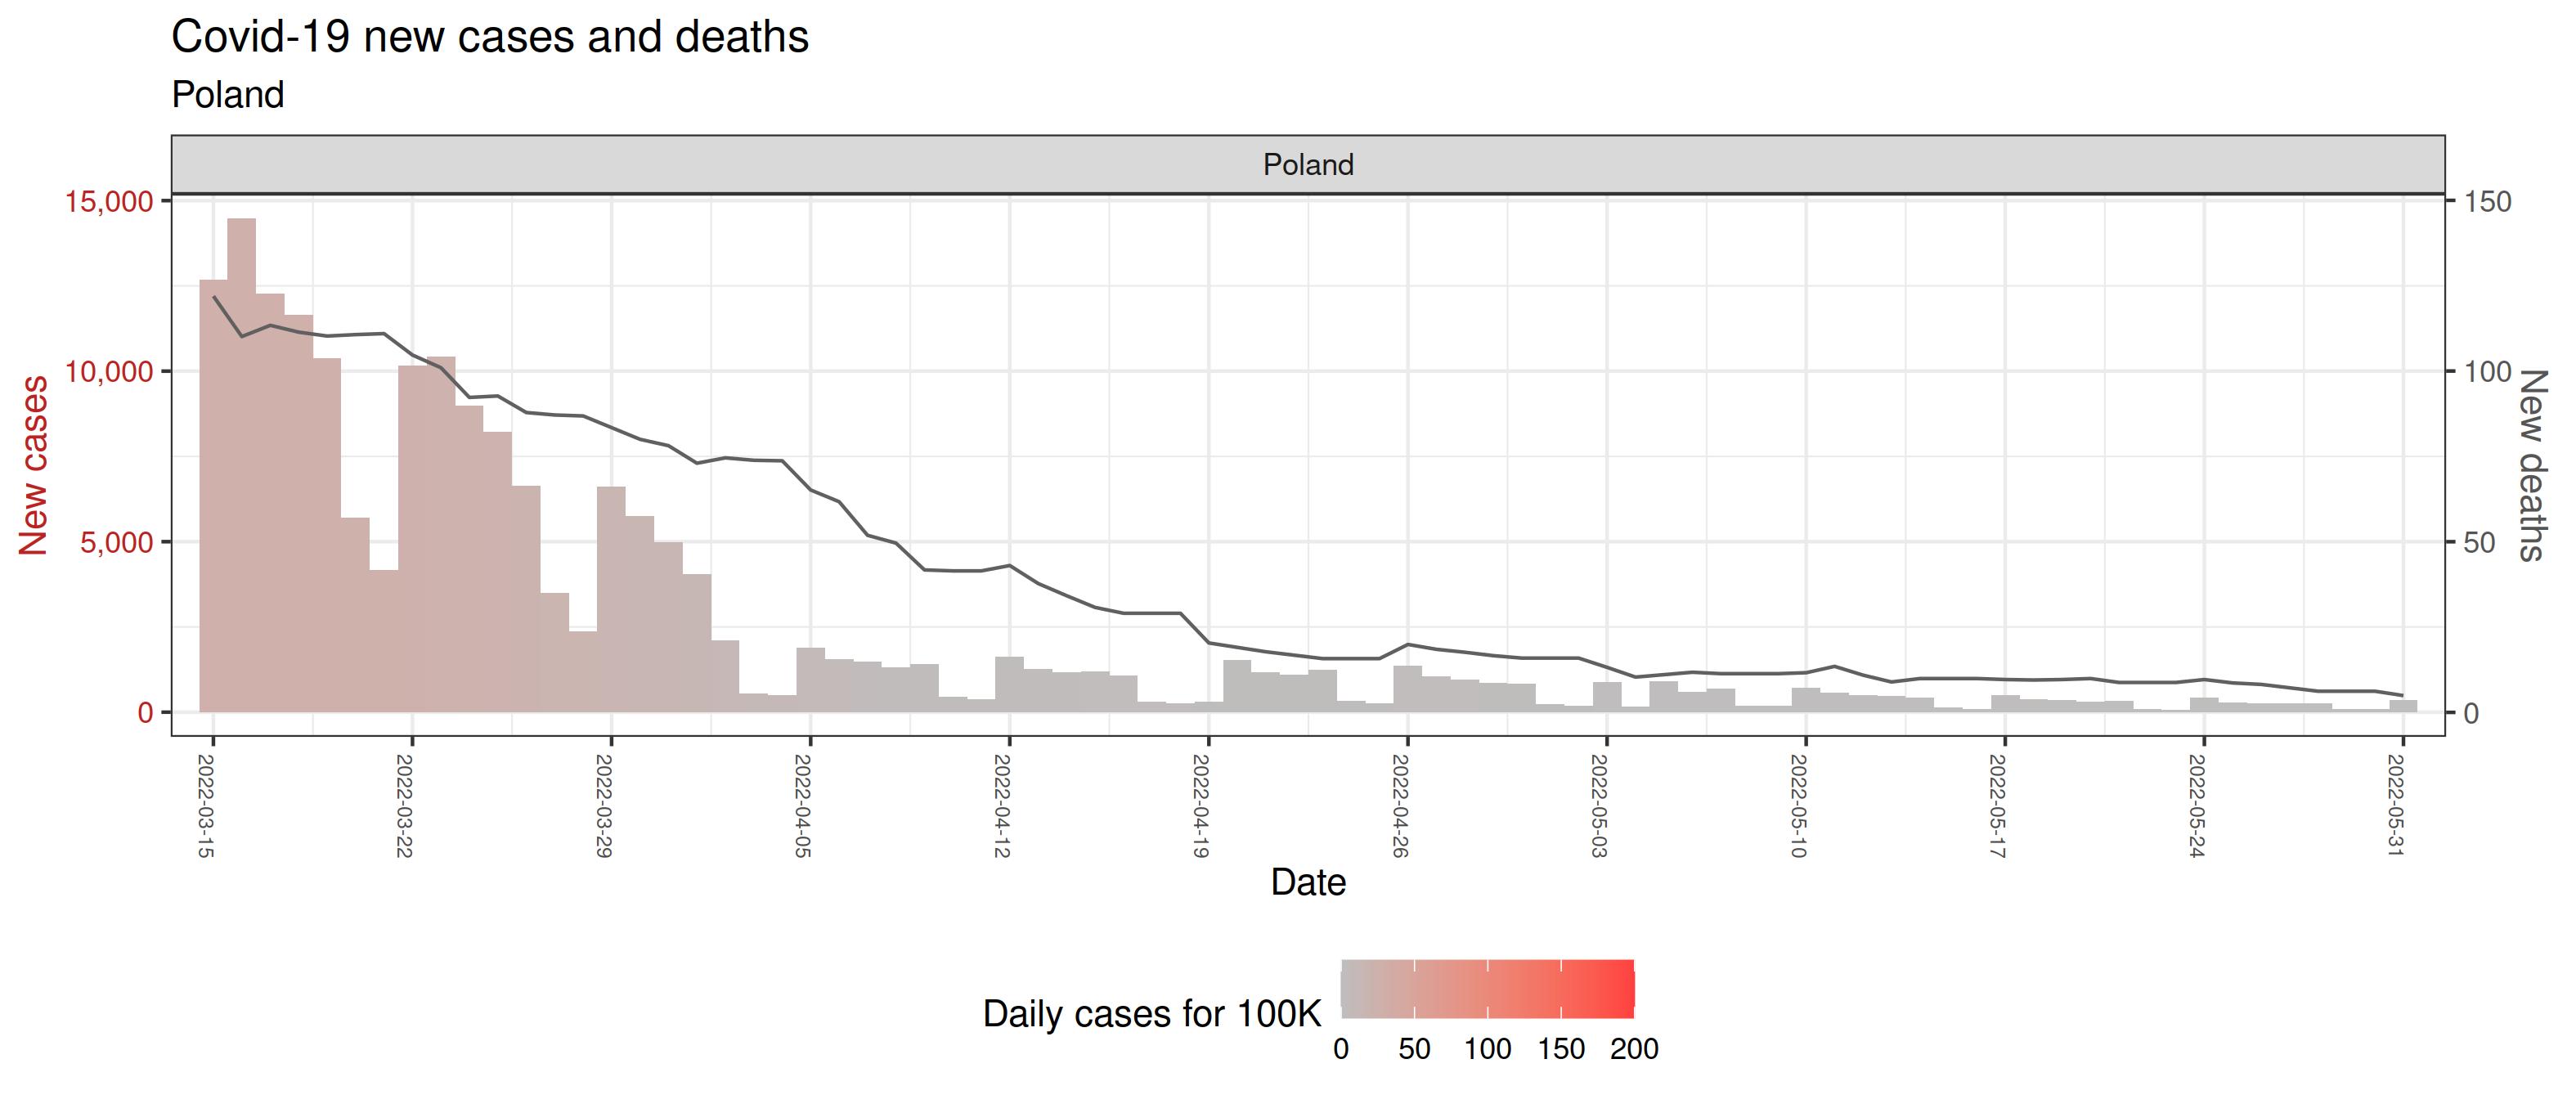 Covid-19 new cases and deaths
Poland
Poland
15,000
10,000
5,000
0
New cases
150
100
50
0
New deaths
2022-03-15
2022-03-22
2022-03-29
2022-04-05
2022-04-12
2022-04-19
2022-04-26
2022-05-03
2022-05-10
2022-05-17
2022-05-24
2022-05-31
Date
Daily cases for 100K
0 50 100 150 200